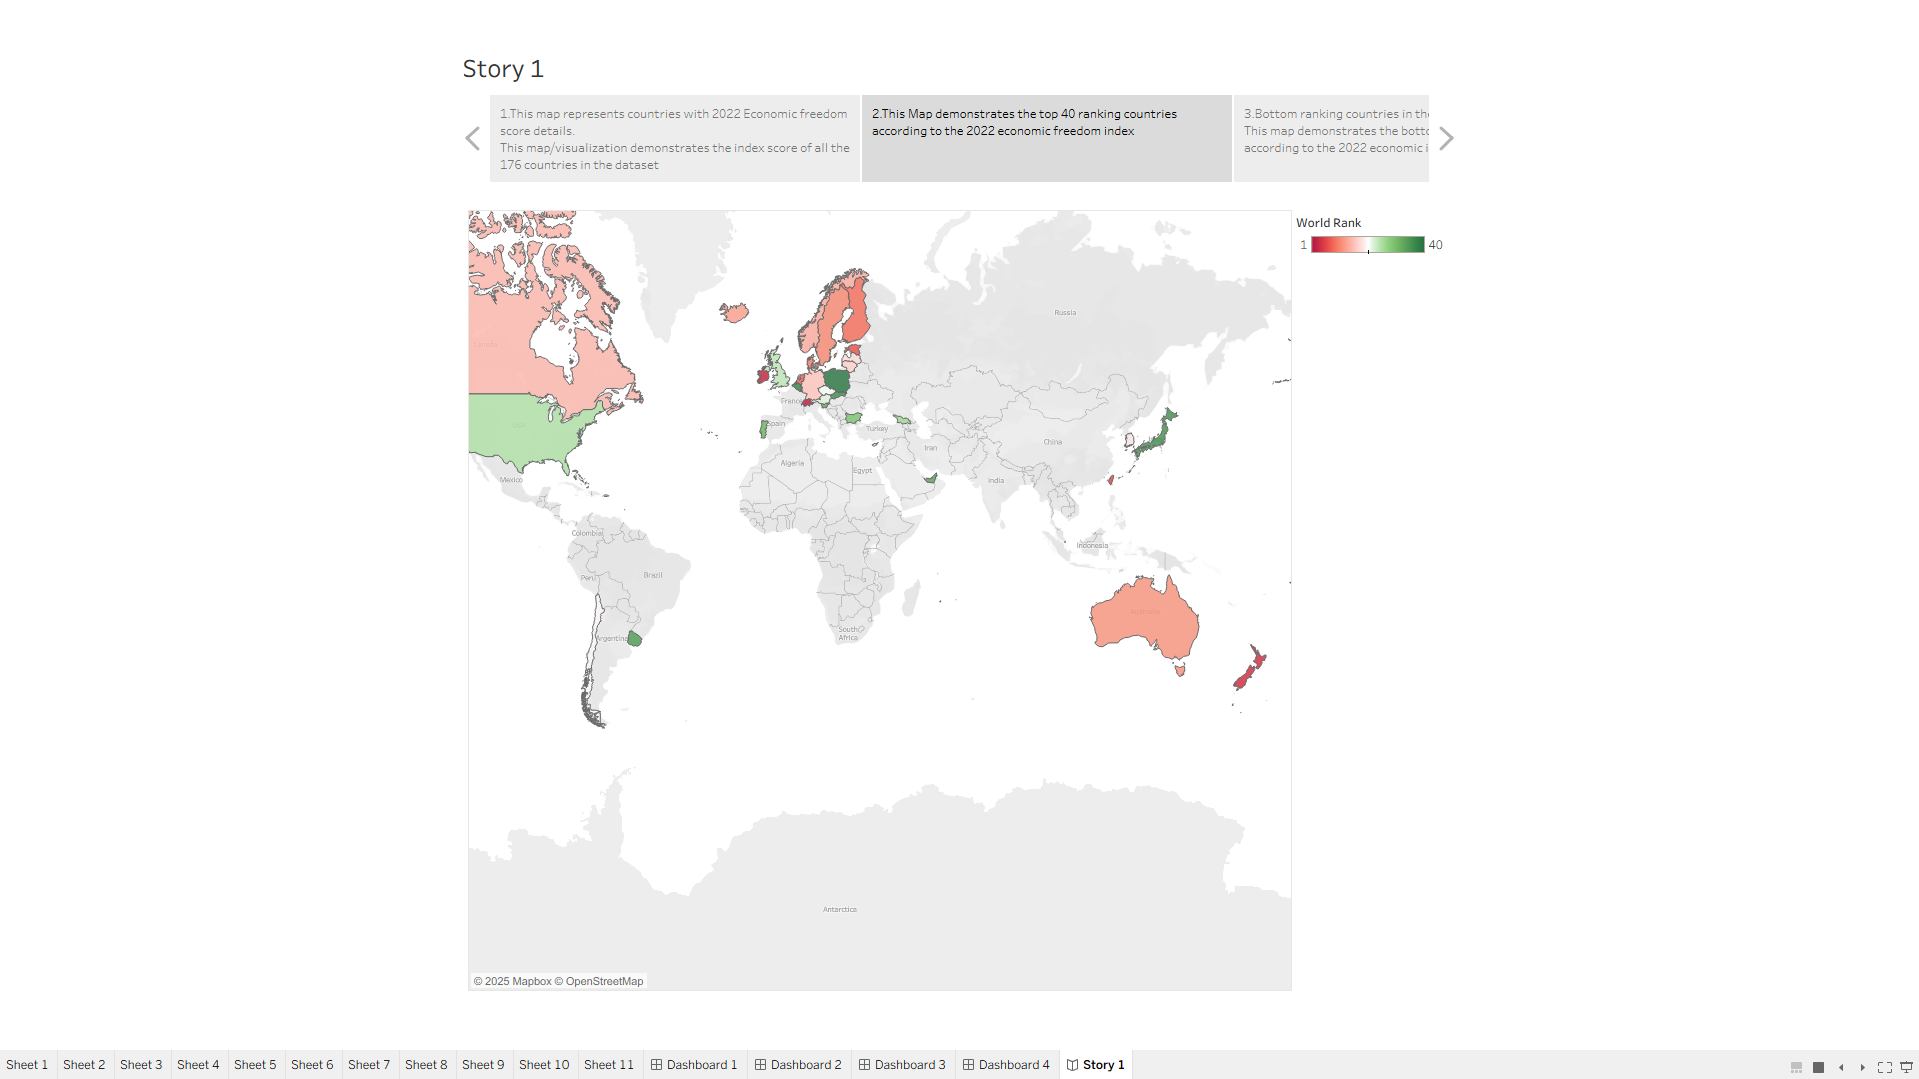 Story 1
1.This map represents countries with 2022 Economic freedom
score details.
This map/visualization demonstrates the index score of all the
176 countries in the dataset
2.This Map demonstrates the top 40 ranking countries
according to the 2022 economic freedom index
3.Bottom ranking countries in the
This map demonstrates the botto
according to the 2022 economic i
World Rank
1
40
Russia
Canada
France
USA
Spain
Turkey
China
Iran
Algeria
Egypt
Mexico
India
Colombia
Indonesia
Peru
Brazil
Australia
South
Africa
Argentina
Antarctica
© 2025 Mapbox © OpenStreetMap
Sheet 1
Sheet 2
Sheet 3
Sheet 4
Sheet 5
Sheet 6
Sheet 7
Sheet 8
Sheet 9
Sheet 10
Sheet 11
Dashboard 1
Dashboard 2
Dashboard 3
Dashboard 4
Story 1